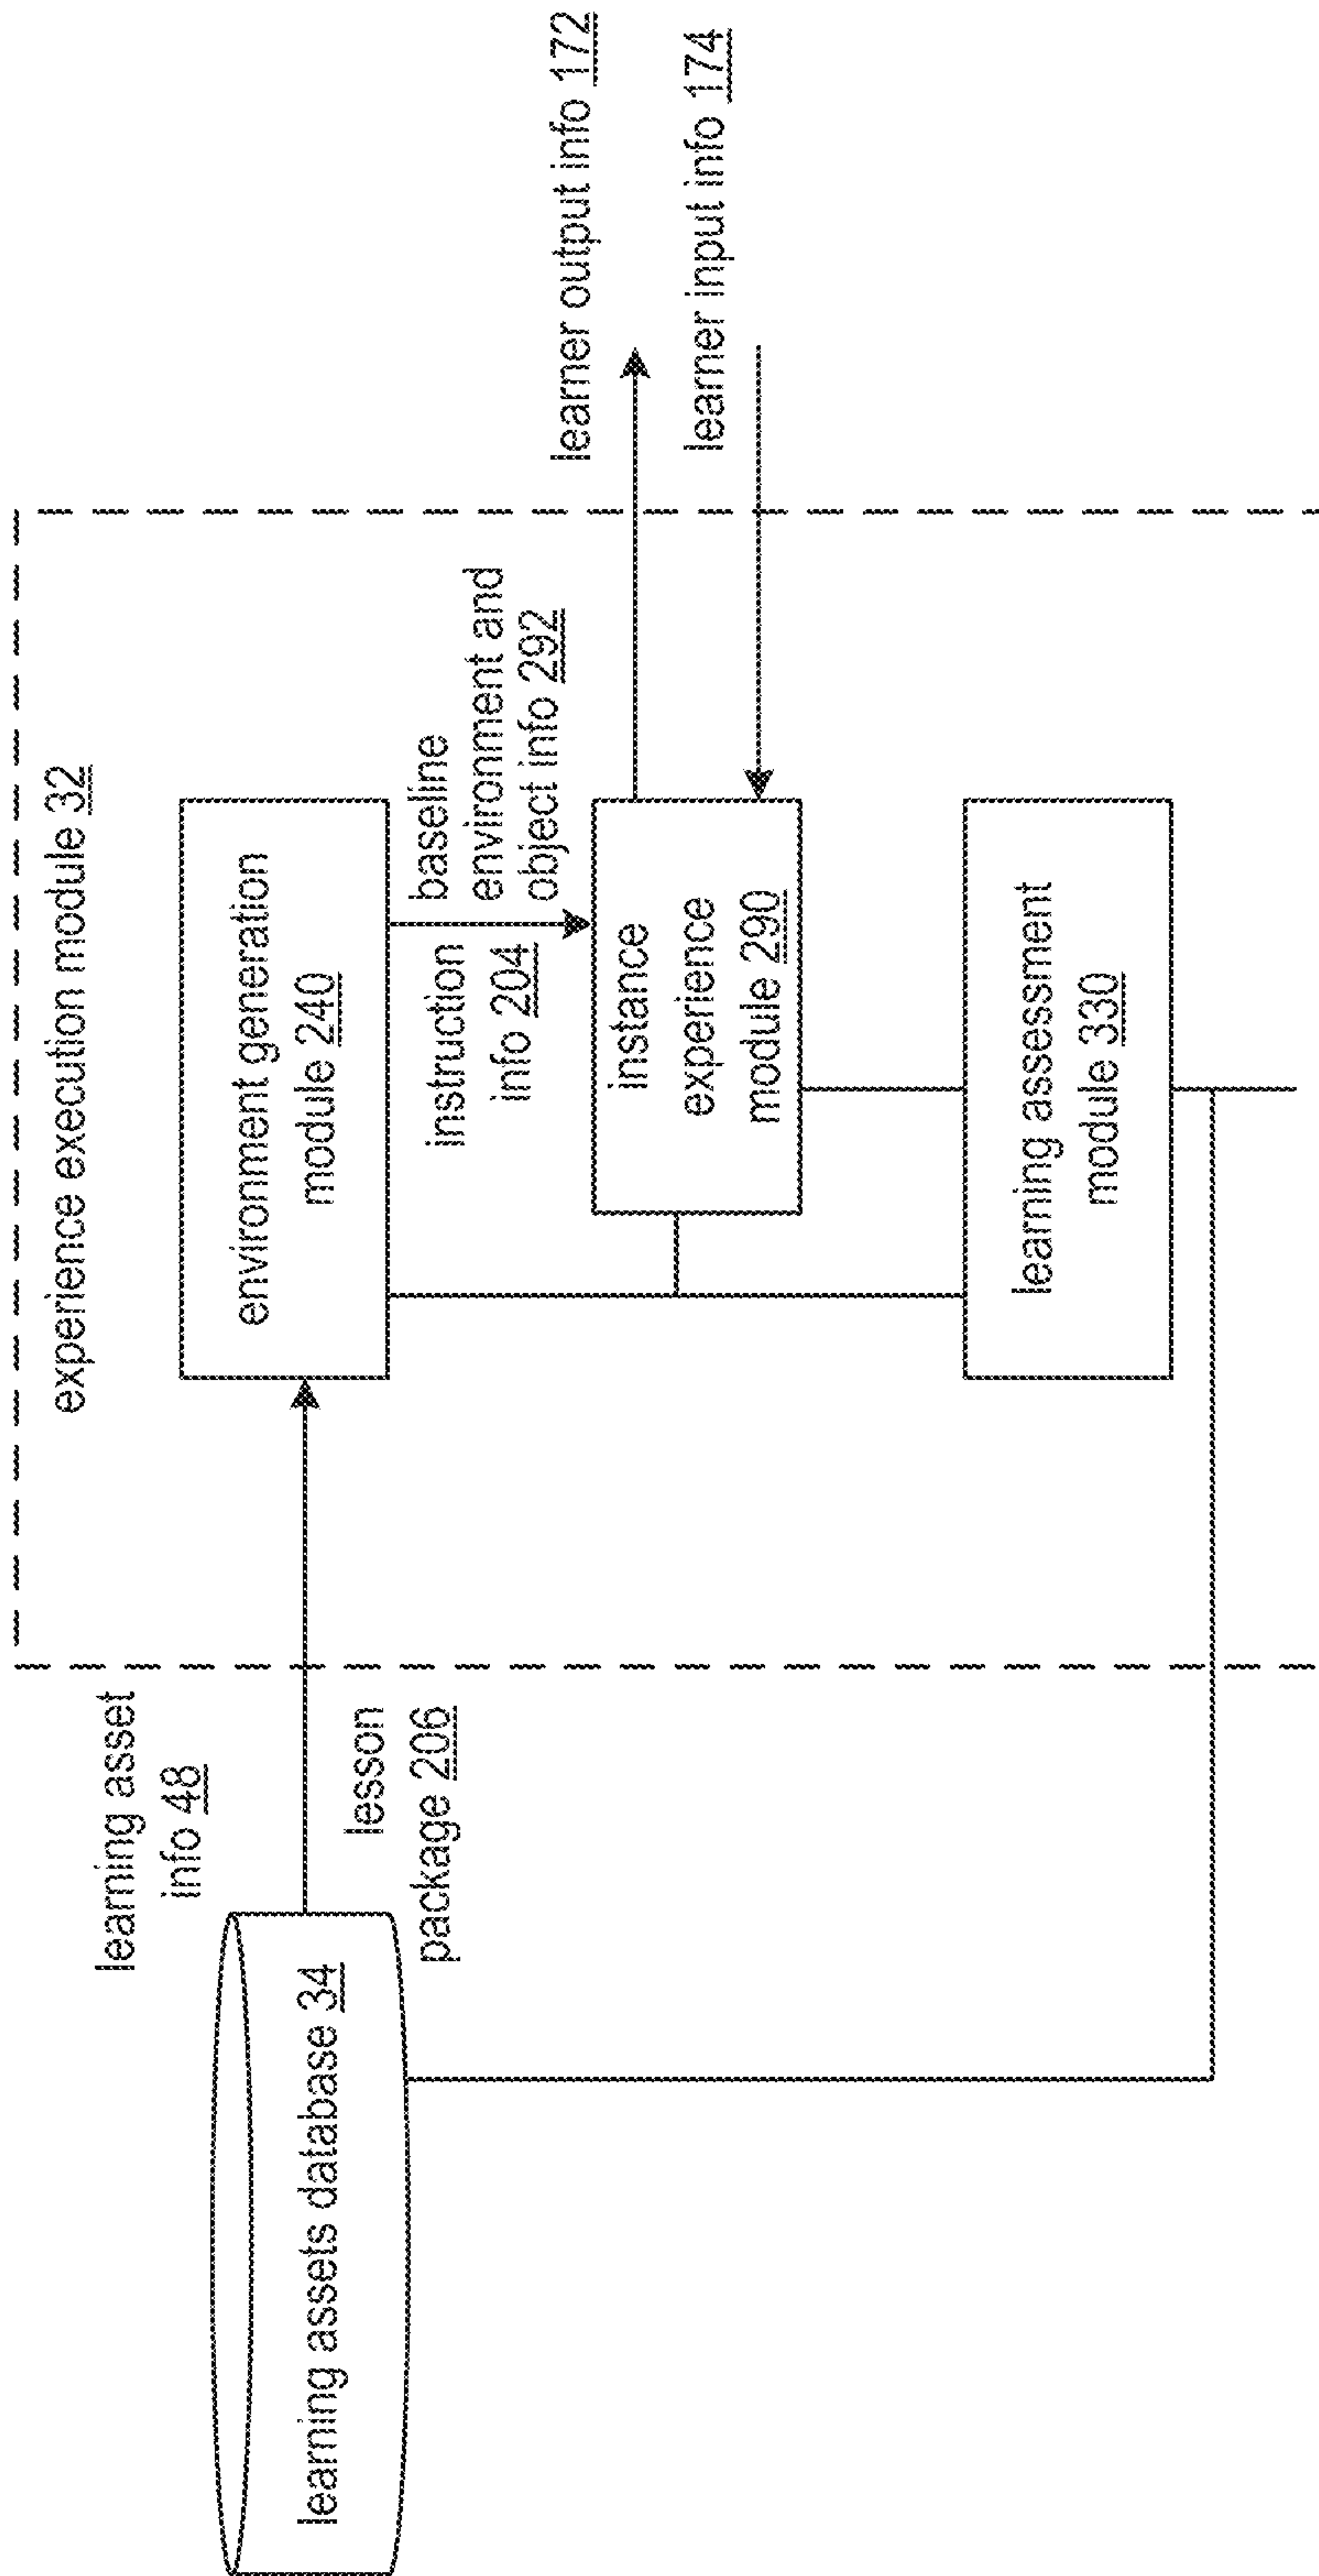 experience execution module 32
learning asset
info 48
learning assets database 34
lesson
package 206
environment generation
module 240
instruction
info 204
baseline
environment and
object info 292
instance
experience
module 290
learner output info 172
learner input info 174
learning assessment
module 330